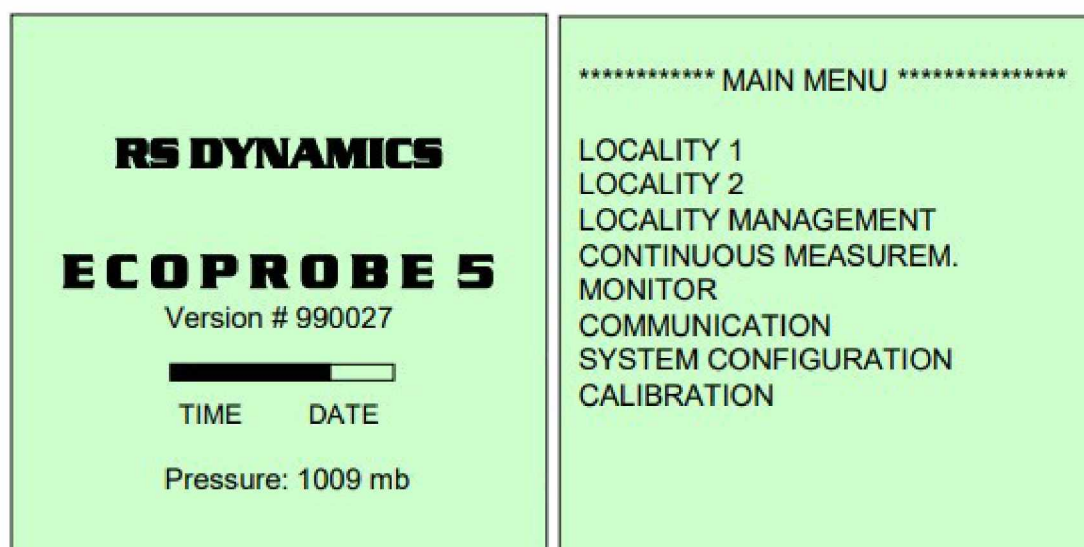 RS DYNAMICS
ECOPROBE 5
Version # 990027
TIME DATE
Pressure: 1009 mb
************ MAIN MENU ***************
LOCALITY 1
LOCALITY 2
LOCALITY MANAGEMENT
CONTINUOUS MEASUREM.
MONITOR
COMMUNICATION
SYSTEM CONFIGURATION
CALIBRATION